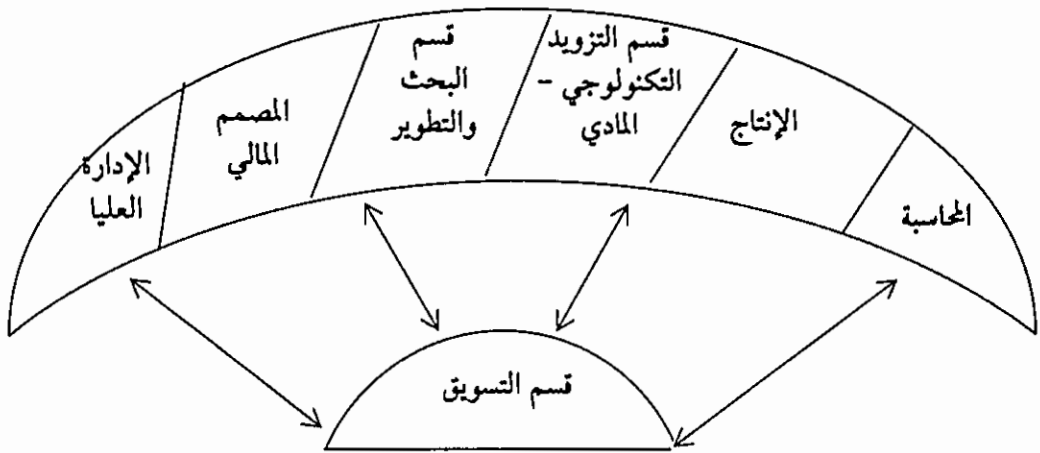 قسم التزويد
التكنولوجي –
المادي
قسم
البحث
والتطوير
المصمم
المالي
الإدارة
العليا
الإنتاج
المحاسبة
قسم التسويق